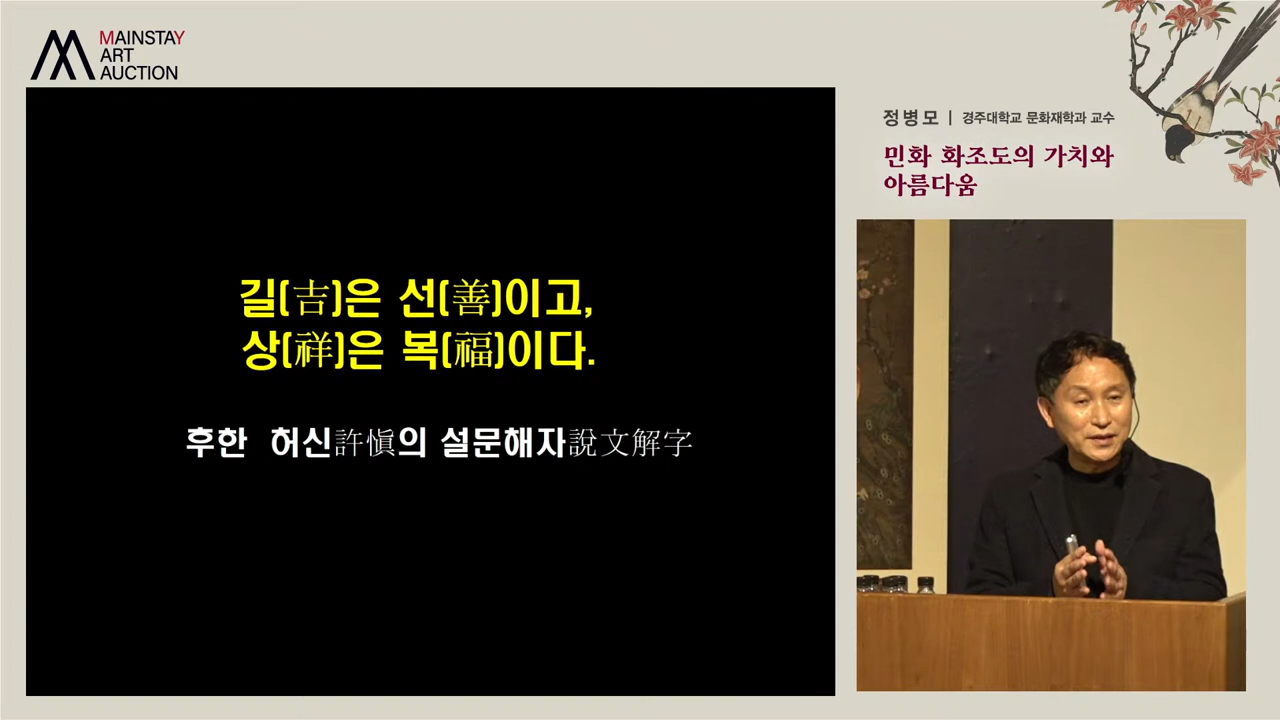 MAINSTAY
ART
AUCTION
정병모 | 경주대학교 문화재학과 교수
민화 화조도의 가치와
아름다움
길(吉)은 선(善)이고,
상(祥)은 복(福)이다.
후한 허신許愼의 설문해자說文解字